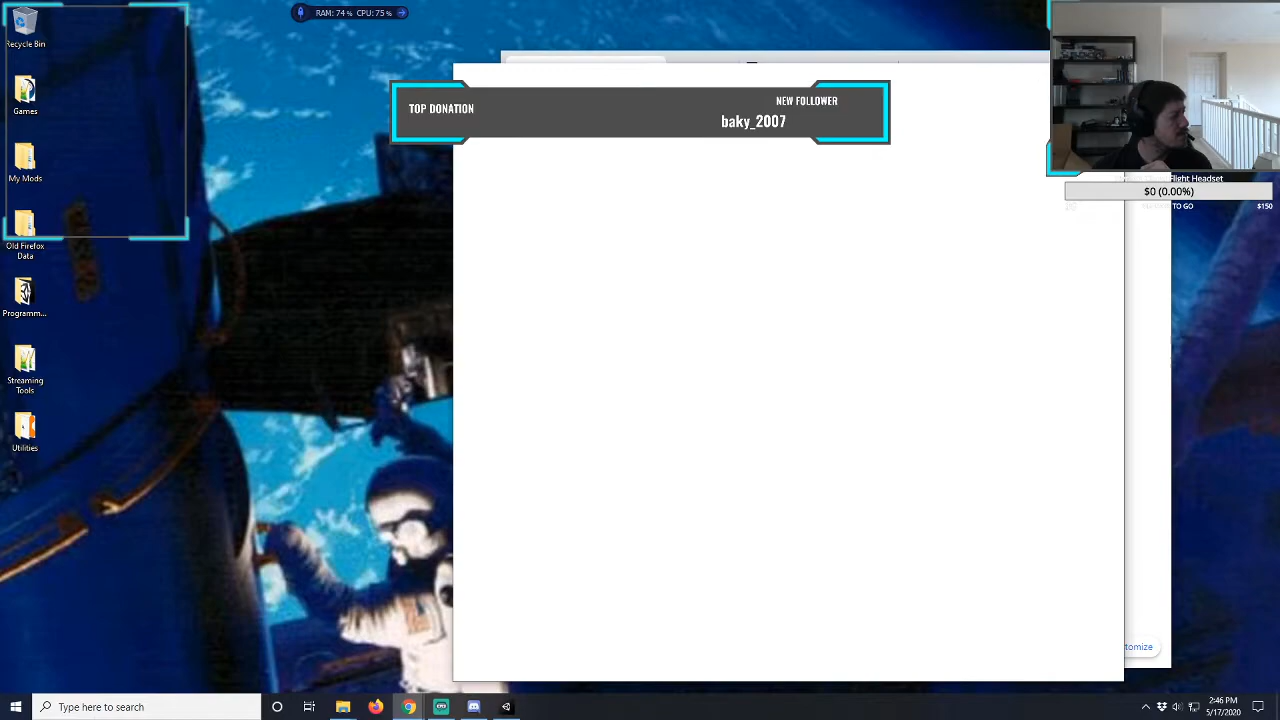 RAM: 74% CPU: 75%
Recycle Bin
Games
My Mods
Old Firefox
Data
Programm...
Streaming
Tools
Utilities
TOP DONATION
NEW FOLLOWER
baky_2007
Flight Headset
$0 (0.00%)
TO GO
$150
tomize
Type here to search
2:46 PM
5/17/2020